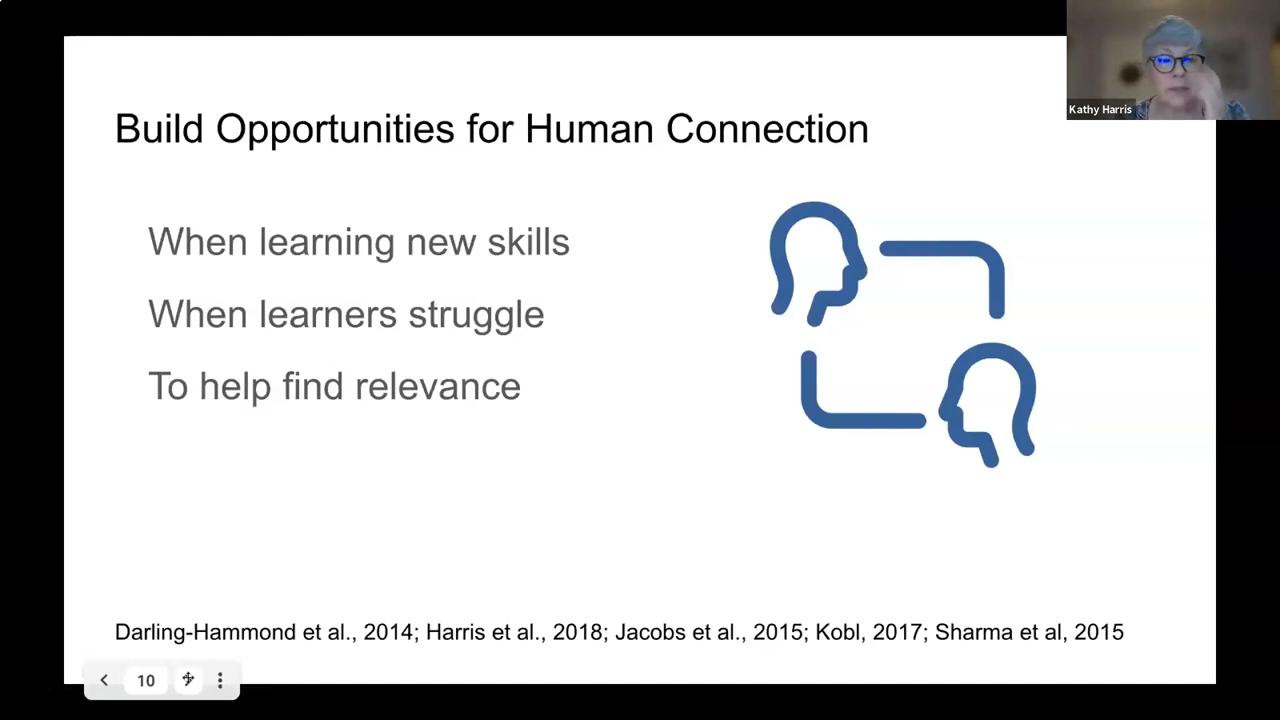 Build Opportunities for Human Connection
Kathy Harris
When learning new skills
When learners struggle
To help find relevance
Darling-Hammond et al., 2014; Harris et al., 2018; Jacobs et al., 2015; Kobl, 2017; Sharma et al, 2015
10